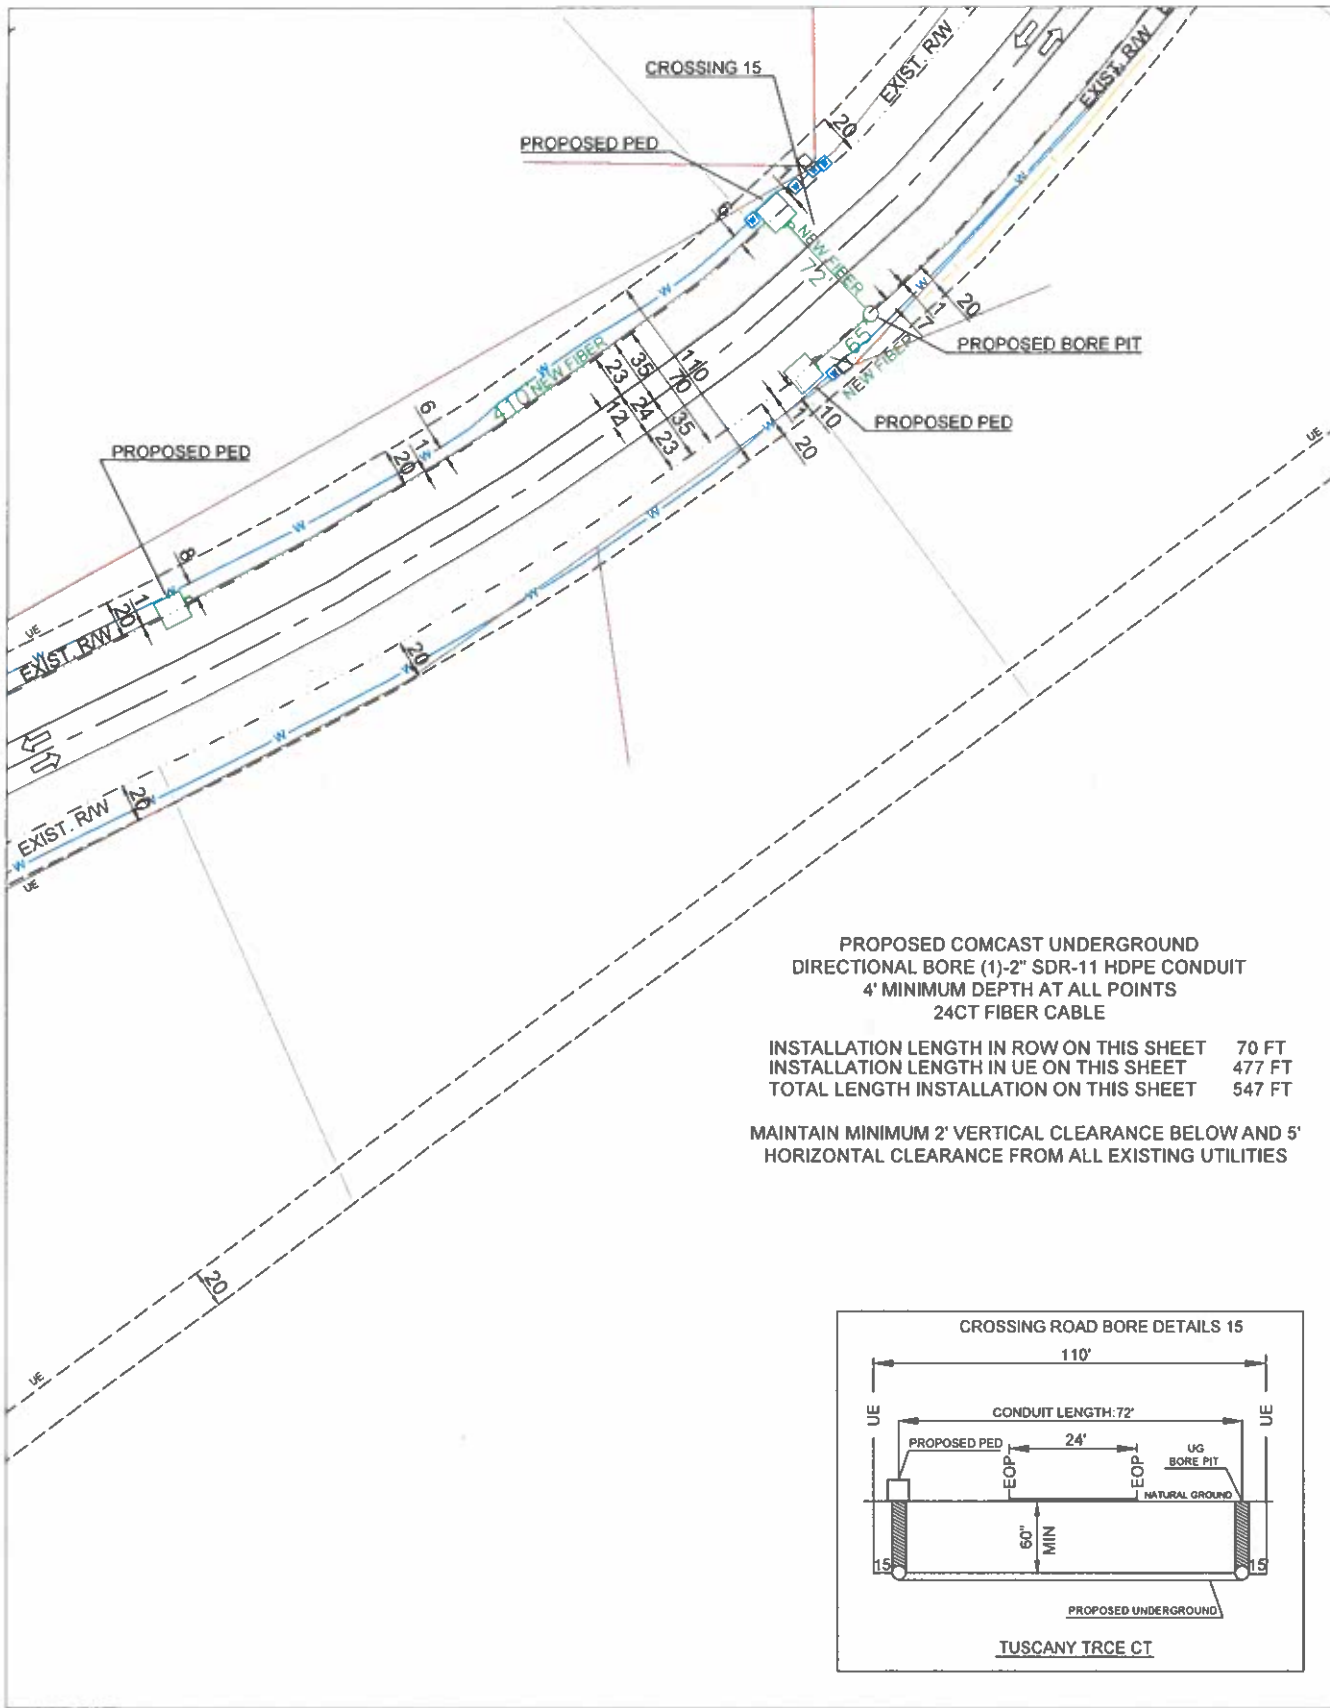 CROSSING 15
EXIST. R/W
EXIST. R/W
PROPOSED PED
20
W
W
W
W
6
NEW FIBER
72'
W
20
1
7
W
65'
PROPOSED BORE PIT
NEW FIBER
W
110
70
35
23
24
12
35
23
W
410 NEW FIBER
W
1
10
20
PROPOSED PED
UE
6
1
20
W
PROPOSED PED
W
W
W
8
W
1
20
UE
W
EXIST. R/W
W
20
W
W
20
W
EXIST. R/W
W
UE
PROPOSED COMCAST UNDERGROUND
DIRECTIONAL BORE (1)-2" SDR-11 HDPE CONDUIT
4' MINIMUM DEPTH AT ALL POINTS
24CT FIBER CABLE
INSTALLATION LENGTH IN ROW ON THIS SHEET 70 FT
INSTALLATION LENGTH IN UE ON THIS SHEET 477 FT
TOTAL LENGTH INSTALLATION ON THIS SHEET 547 FT
MAINTAIN MINIMUM 2' VERTICAL CLEARANCE BELOW AND 5'
HORIZONTAL CLEARANCE FROM ALL EXISTING UTILITIES
20
UE
CROSSING ROAD BORE DETAILS 15
110'
UE
CONDUIT LENGTH:72'
UE
PROPOSED PED
24'
UG
BORE PIT
EOP
EOP
NATURAL GROUND
60"
MIN
15
15'
PROPOSED UNDERGROUND
TUSCANY TRCE CT